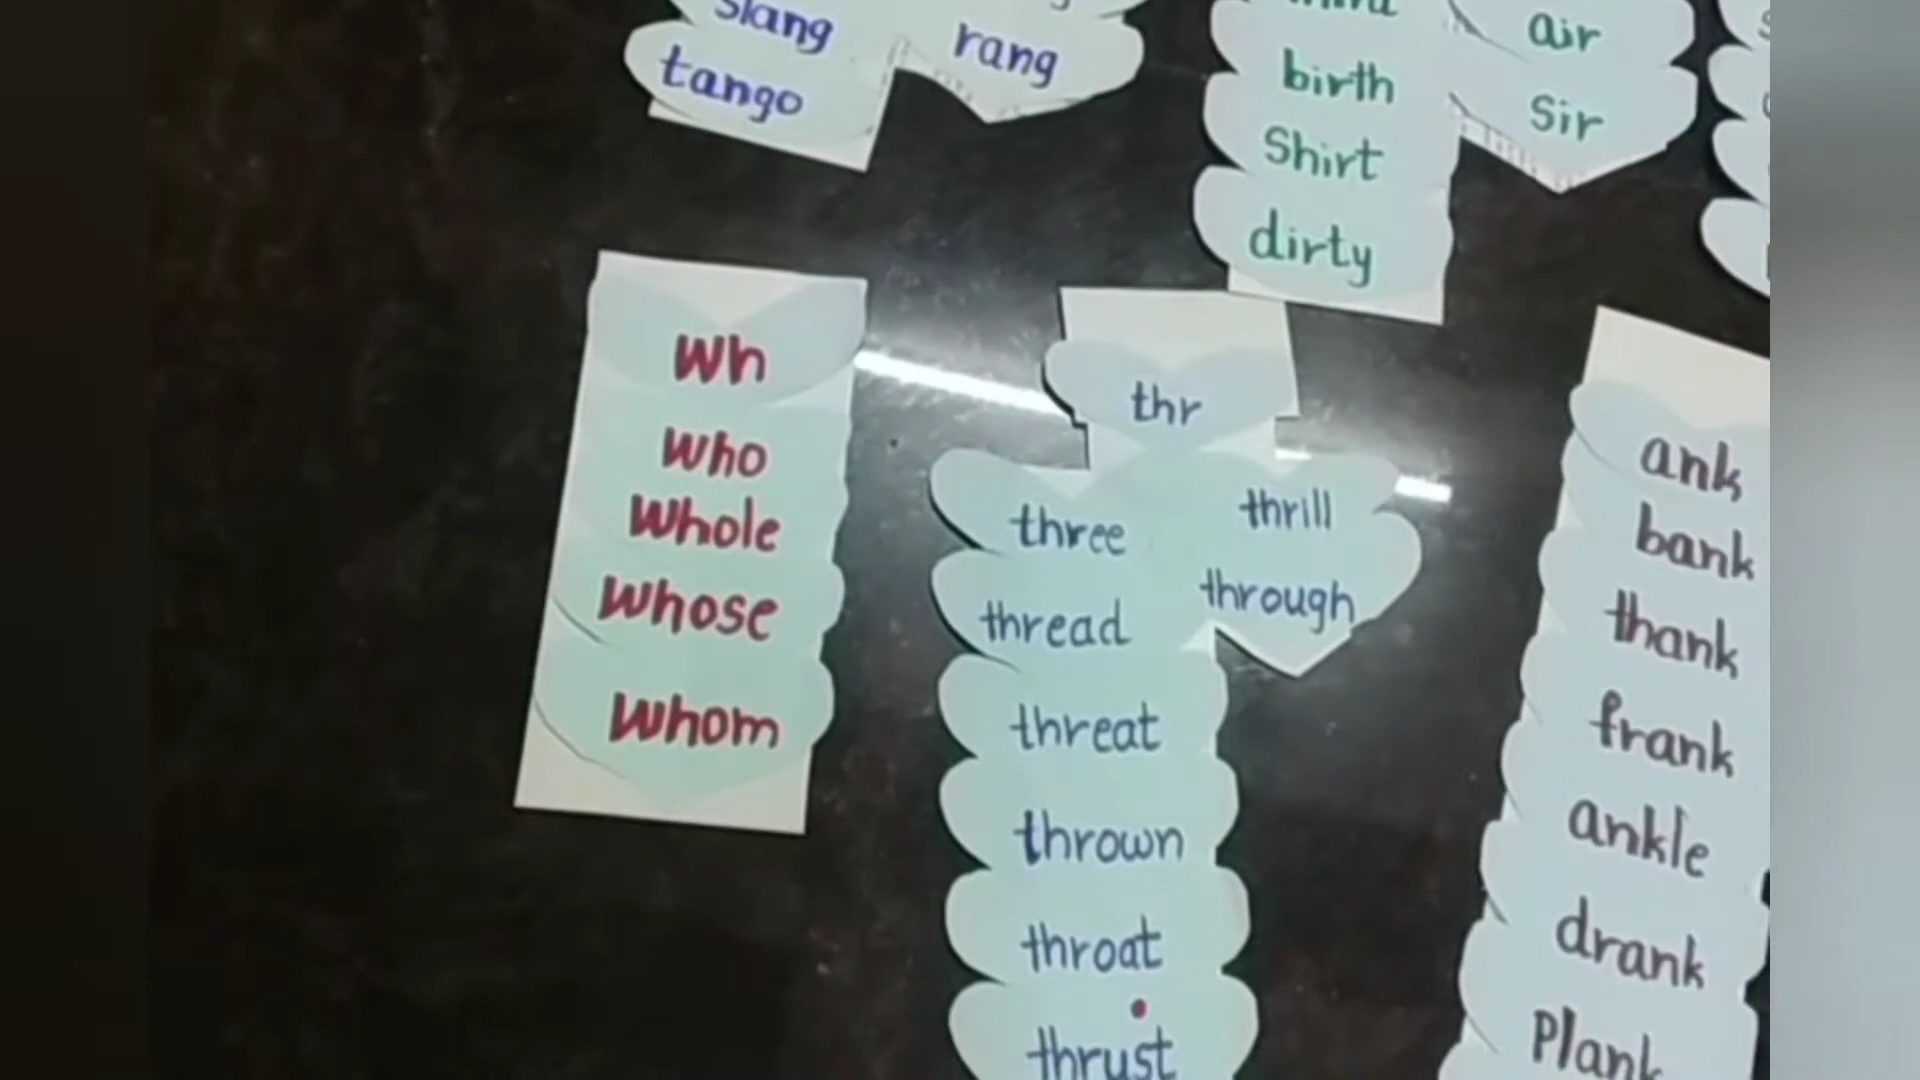 slang
tango
rang
birth
Shirt
dirty
air
Sir
Wh
Who
Whole
Whose
Whom
thr
three
thread
threat
thrown
throat
thrust
thrill
through
ank
bank
thank
frank
ankle
drank
Plank